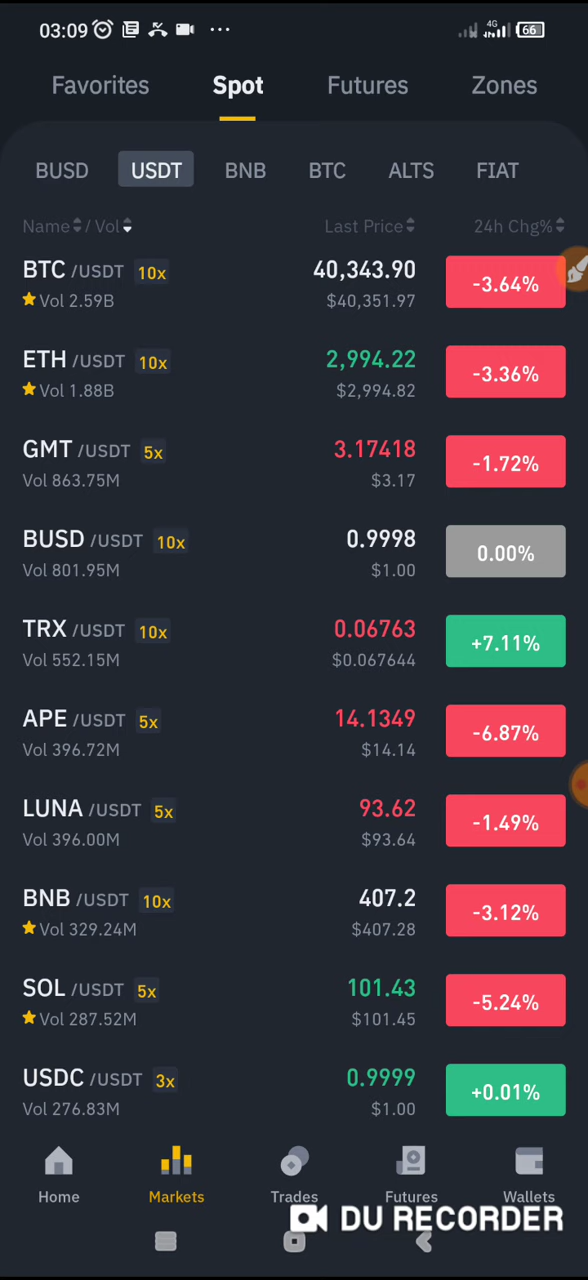 03:09 4G 66
Favorites Spot Futures Zones
BUSD USDT BNB BTC ALTS FIAT
Name / Vol Last Price 24h Chg%
BTC /USDT 10x 40,343.90 -3.64%
Vol 2.59B $40,351.97
ETH /USDT 10x 2,994.22 -3.36%
Vol 1.88B $2,994.82
GMT /USDT 5x 3.17418 -1.72%
Vol 863.75M $3.17
BUSD /USDT 10x 0.9998 0.00%
Vol 801.95M $1.00
TRX /USDT 10x 0.06763 +7.11%
Vol 552.15M $0.067644
APE /USDT 5x 14.1349 -6.87%
Vol 396.72M $14.14
LUNA /USDT 5x 93.62 -1.49%
Vol 396.00M $93.64
BNB /USDT 10x 407.2 -3.12%
Vol 329.24M $407.28
SOL /USDT 5x 101.43 -5.24%
Vol 287.52M $101.45
USDC /USDT 3x 0.9999 +0.01%
Vol 276.83M $1.00
Home Markets Trades Futures Wallets
DU RECORDER